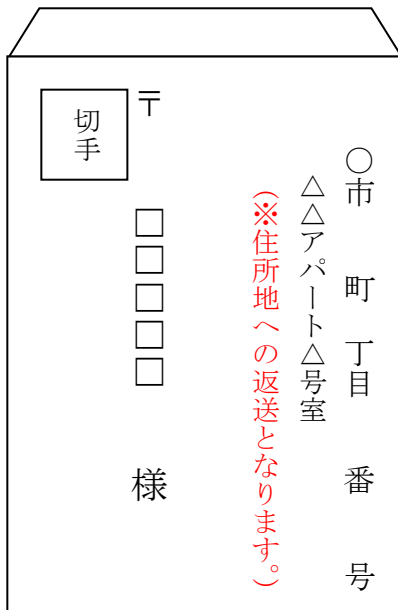 切手
〒
○市　町　丁目　番　号
△△アパート△号室
（※住所地への返送となります。）
□□□□□　様